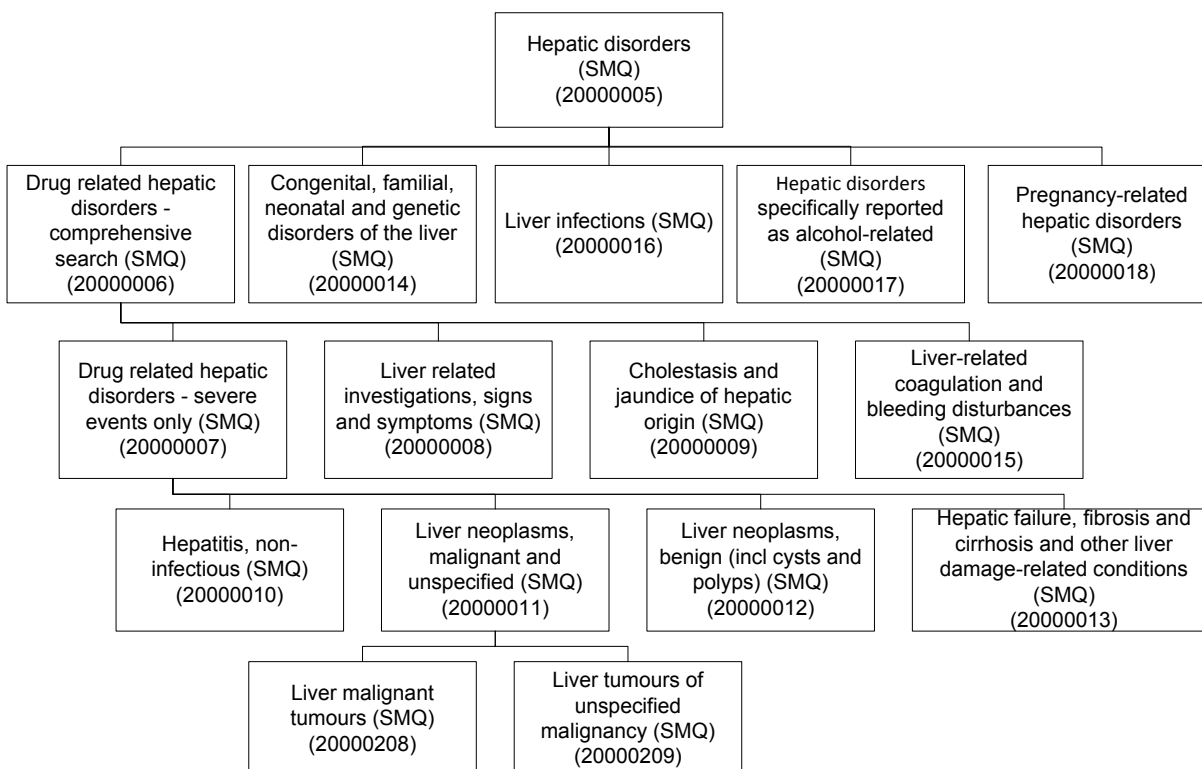 Hepatic disorders
(SMQ)
(20000005)
Drug related hepatic
disorders -
comprehensive
search (SMQ)
(20000006)
Congenital, familial,
neonatal and genetic
disorders of the liver
(SMQ)
(20000014)
Liver infections (SMQ)
(20000016)
Hepatic disorders
specifically reported
as alcohol-related
(SMQ)
(20000017)
Pregnancy-related
hepatic disorders
(SMQ)
(20000018)
Drug related hepatic
disorders - severe
events only (SMQ)
(20000007)
Liver related
investigations, signs
and symptoms (SMQ)
(20000008)
Cholestasis and
jaundice of hepatic
origin (SMQ)
(20000009)
Liver-related
coagulation and
bleeding disturbances
(SMQ)
(20000015)
Hepatitis, non-
infectious (SMQ)
(20000010)
Liver neoplasms,
malignant and
unspecified (SMQ)
(20000011)
Liver neoplasms,
benign (incl cysts and
polyps) (SMQ)
(20000012)
Hepatic failure, fibrosis and
cirrhosis and other liver
damage-related conditions
(SMQ)
(20000013)
Liver malignant
tumours (SMQ)
(20000208)
Liver tumours of
unspecified
malignancy (SMQ)
(20000209)